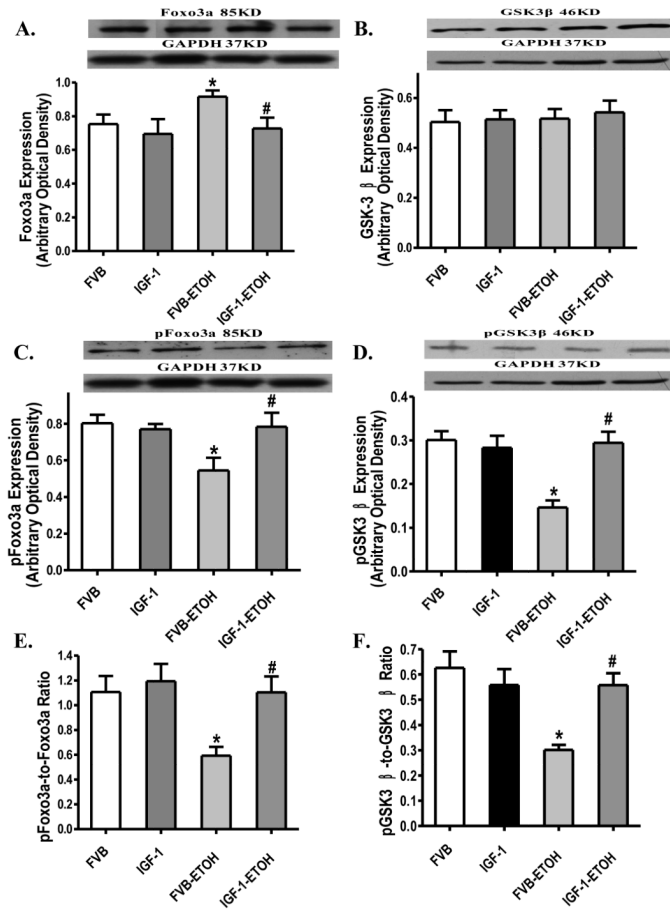 A.
Foxo3a 85KD
GAPDH 37KD
Foxo3a Expression
(Arbitrary Optical Density)
1.0
0.8
0.6
0.4
0.2
0.0
*
#
FVB
IGF-1
FVB-ETOH
IGF-1-ETOH
B.
GSK3β 46KD
GAPDH 37KD
GSK-3 β Expression
(Arbitrary Optical Density)
0.6
0.4
0.2
0.0
FVB
IGF-1
FVB-ETOH
IGF-1-ETOH
C.
pFoxo3a 85KD
GAPDH 37KD
pFoxo3a Expression
(Arbitrary Optical Density)
0.8
0.6
0.4
0.2
0.0
*
#
FVB
IGF-1
FVB-ETOH
IGF-1-ETOH
D.
pGSK3β 46KD
GAPDH 37KD
pGSK3 β Expression
(Arbitrary Optical Density)
0.4
0.3
0.2
0.1
0.0
*
#
FVB
IGF-1
FVB-ETOH
IGF-1-ETOH
E.
pFoxo3a-to-Foxo3a Ratio
1.4
1.2
1.0
0.8
0.6
0.4
0.2
0.0
*
#
FVB
IGF-1
FVB-ETOH
IGF-1-ETOH
F.
pGSK3 β-to-GSK3 β Ratio
0.7
0.6
0.5
0.4
0.3
0.2
0.1
0.0
*
#
FVB
IGF-1
FVB-ETOH
IGF-1-ETOH